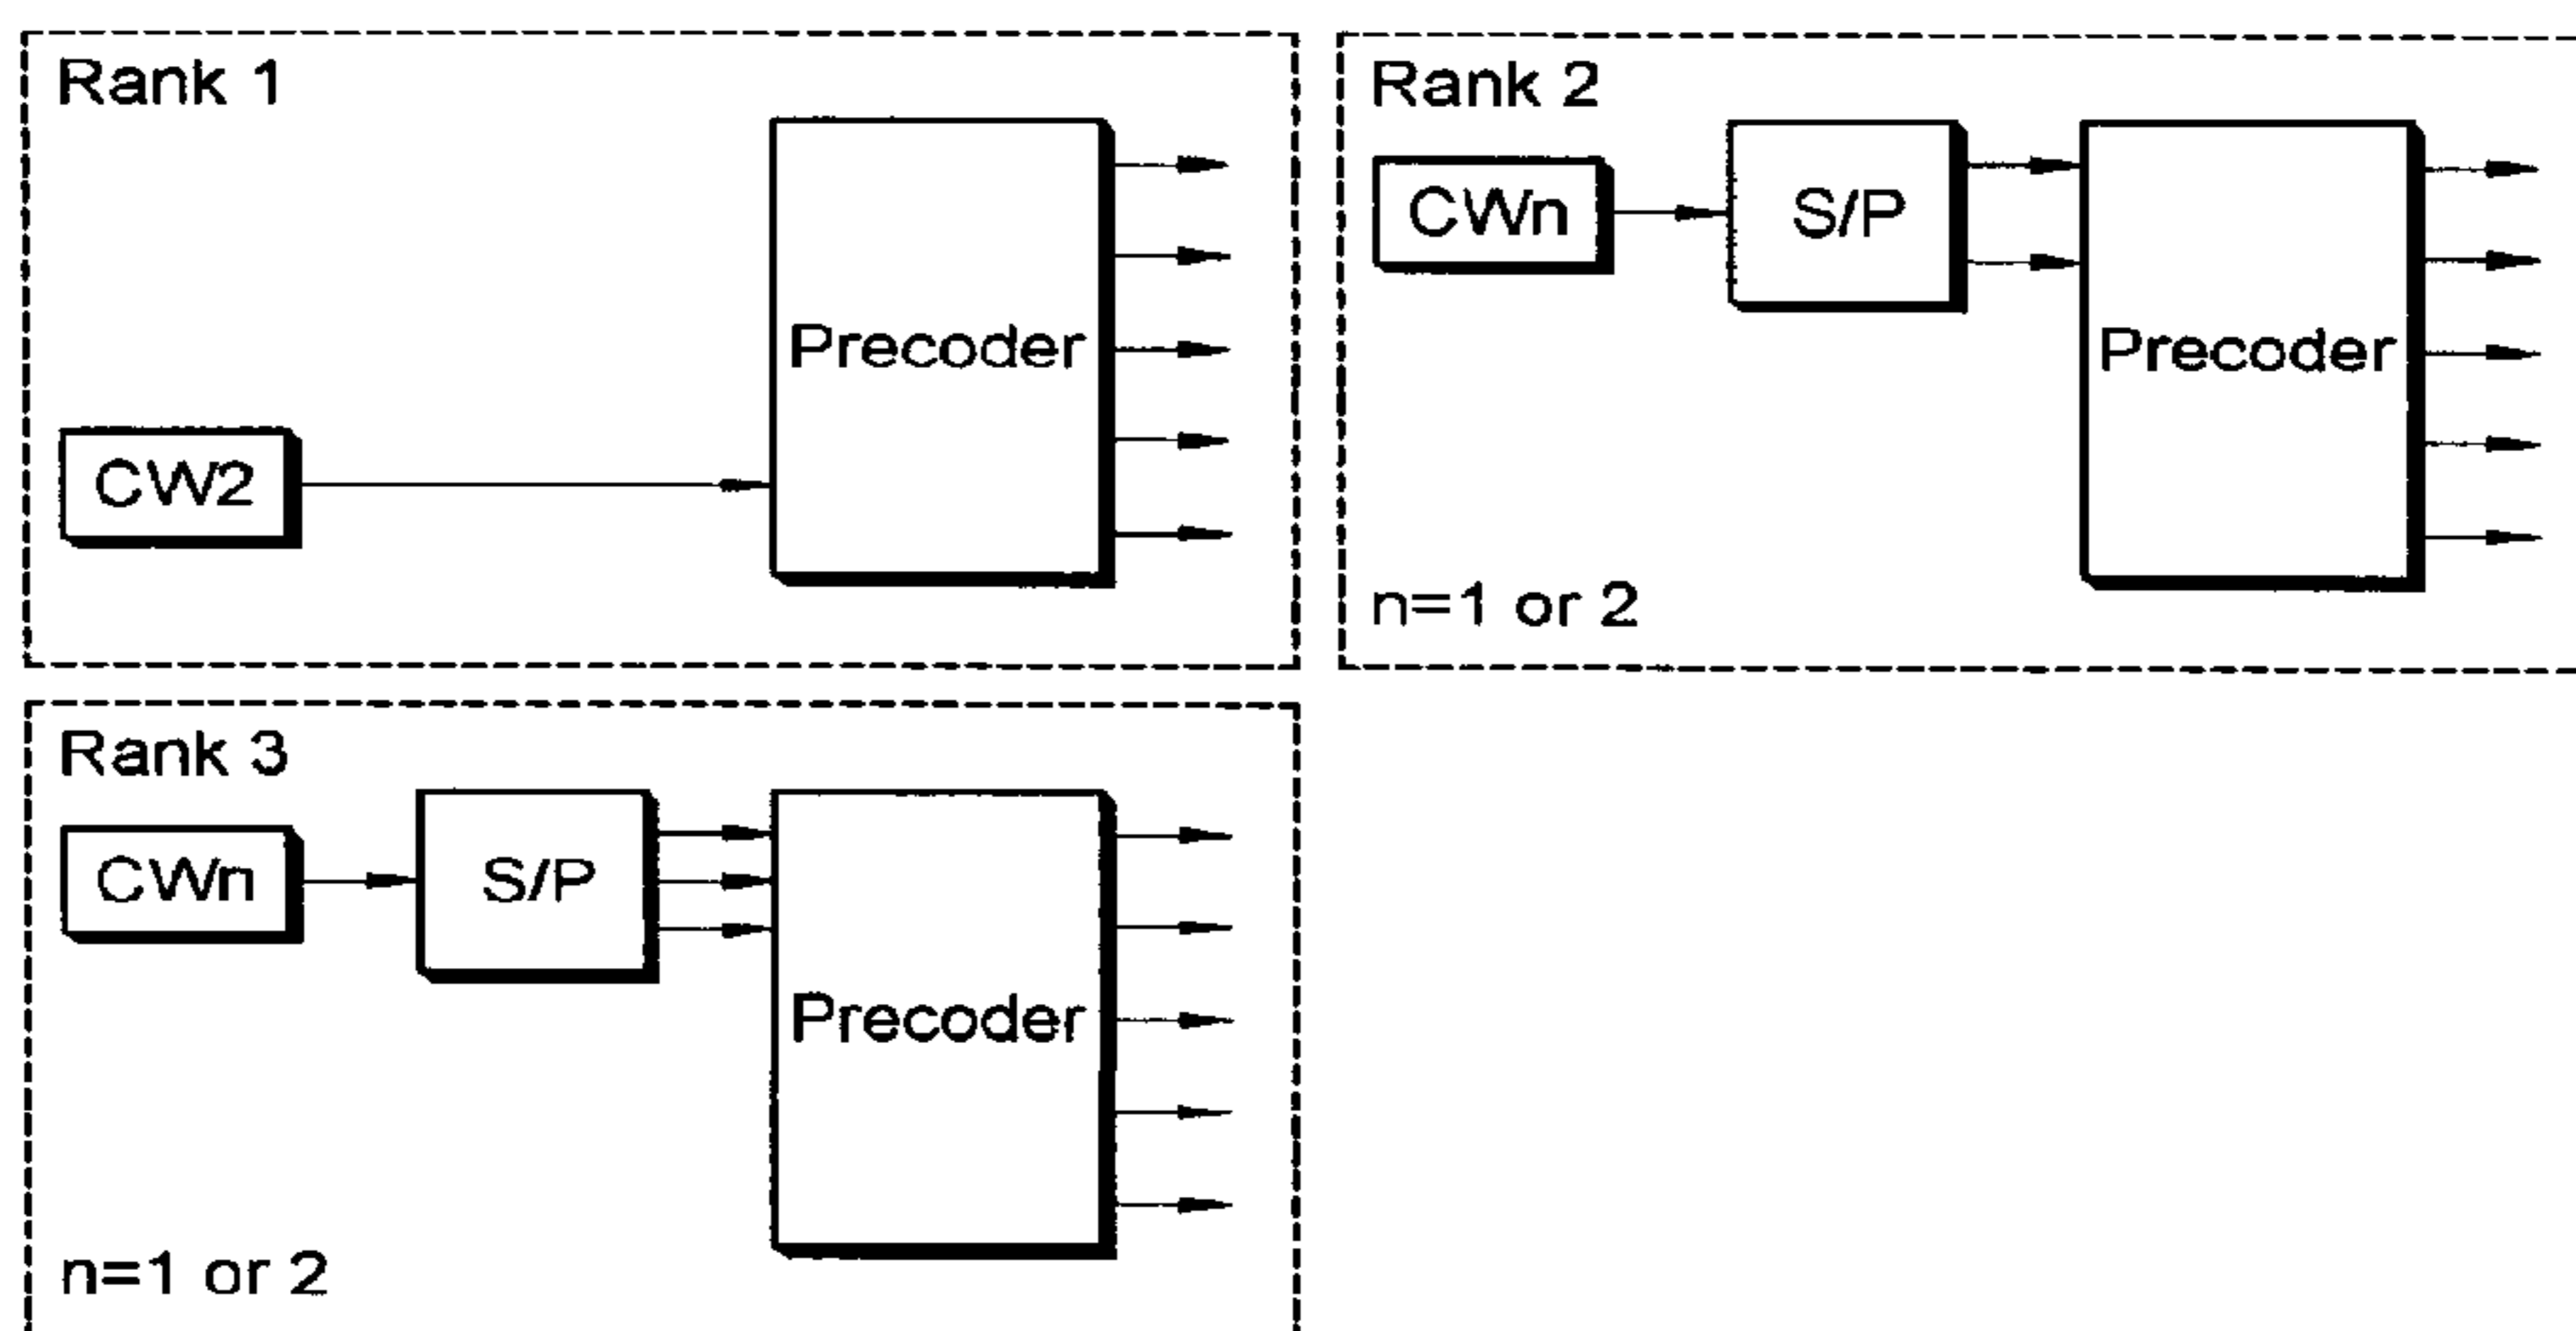 Rank 1
Precoder
CW2
Rank 2
CWn
S/P
Precoder
n=1 or 2
Rank 3
CWn
S/P
Precoder
n=1 or 2